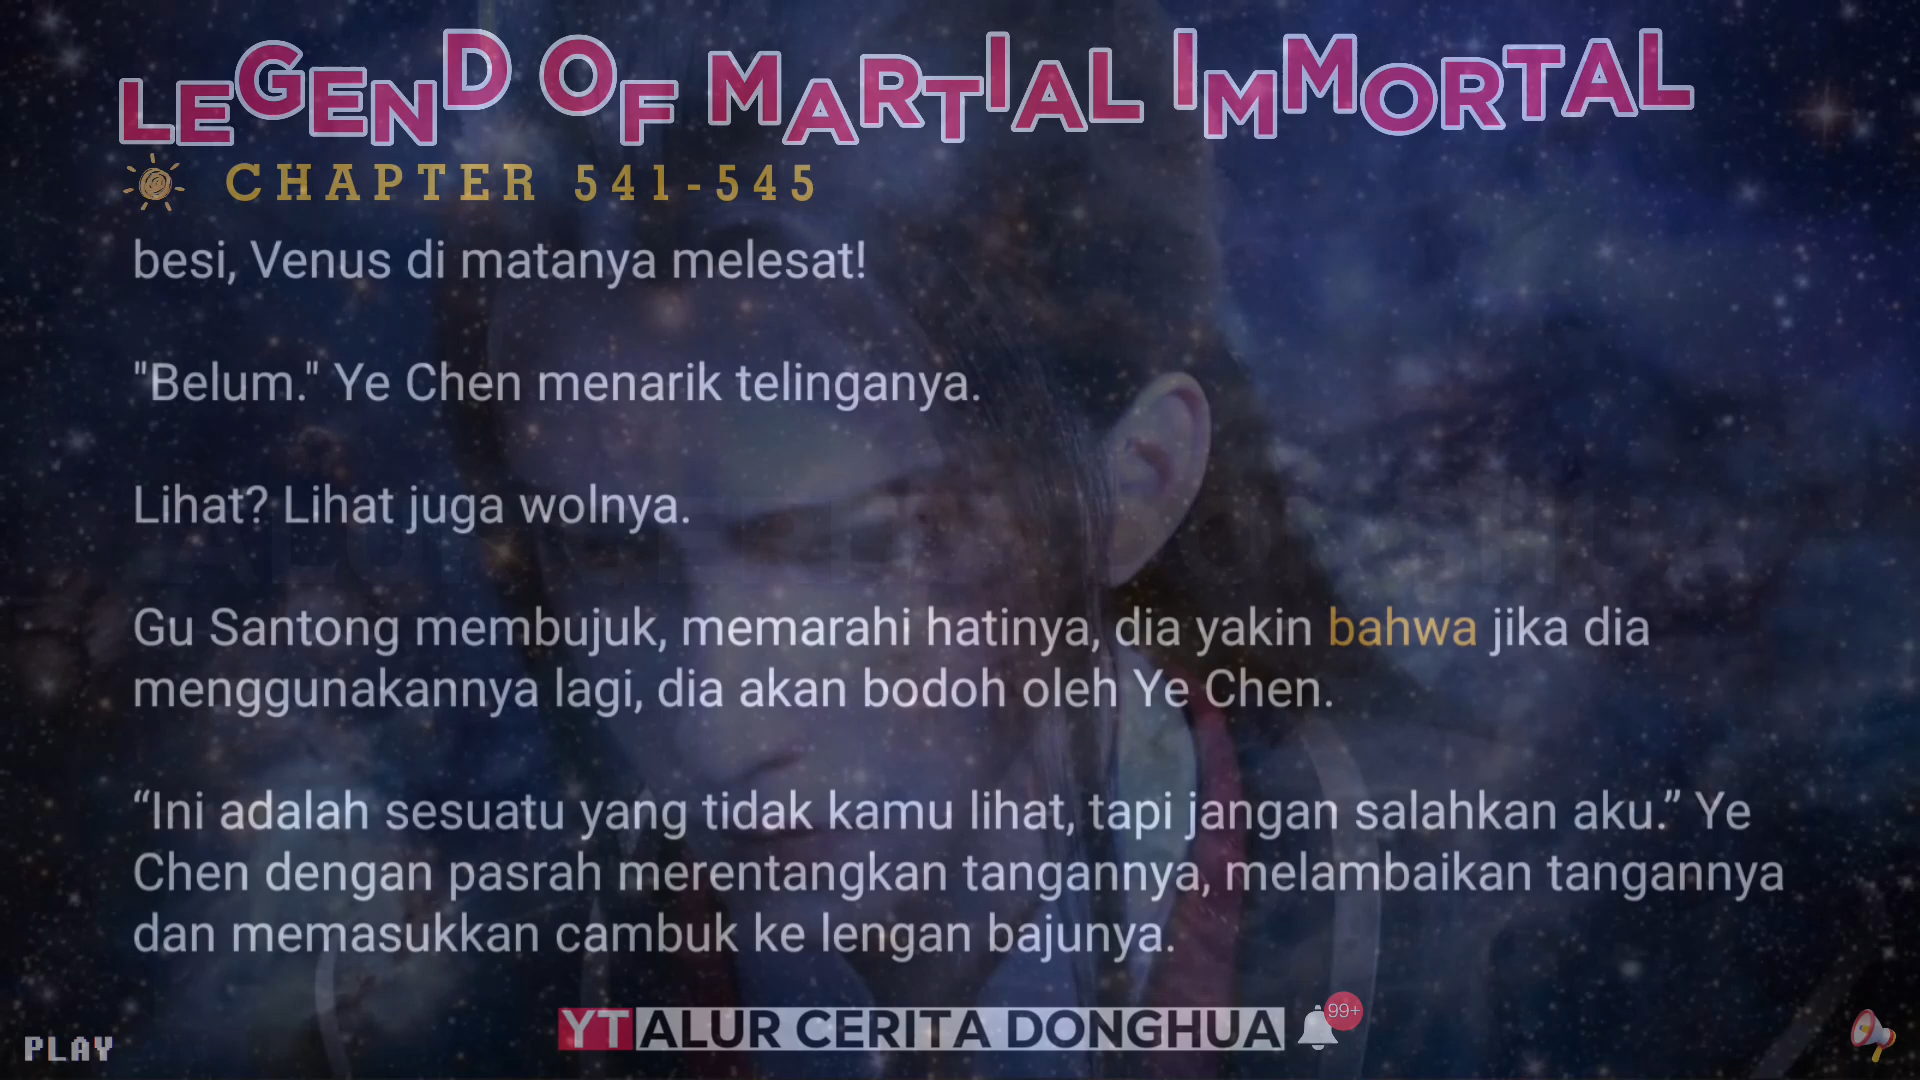 LEGEND OF MARTIAL IMMORTAL
CHAPTER 541-545
besi, Venus di matanya melesat!
"Belum." Ye Chen menarik telinganya.
Lihat? Lihat juga wolnya.
Gu Santong membujuk, memarahi hatinya, dia yakin bahwa jika dia
menggunakannya lagi, dia akan bodoh oleh Ye Chen.
“Ini adalah sesuatu yang tidak kamu lihat, tapi jangan salahkan aku.” Ye
Chen dengan pasrah merentangkan tangannya, melambaikan tangannya
dan memasukkan cambuk ke lengan bajunya.
YT ALUR CERITA DONGHUA
99+
PLAY